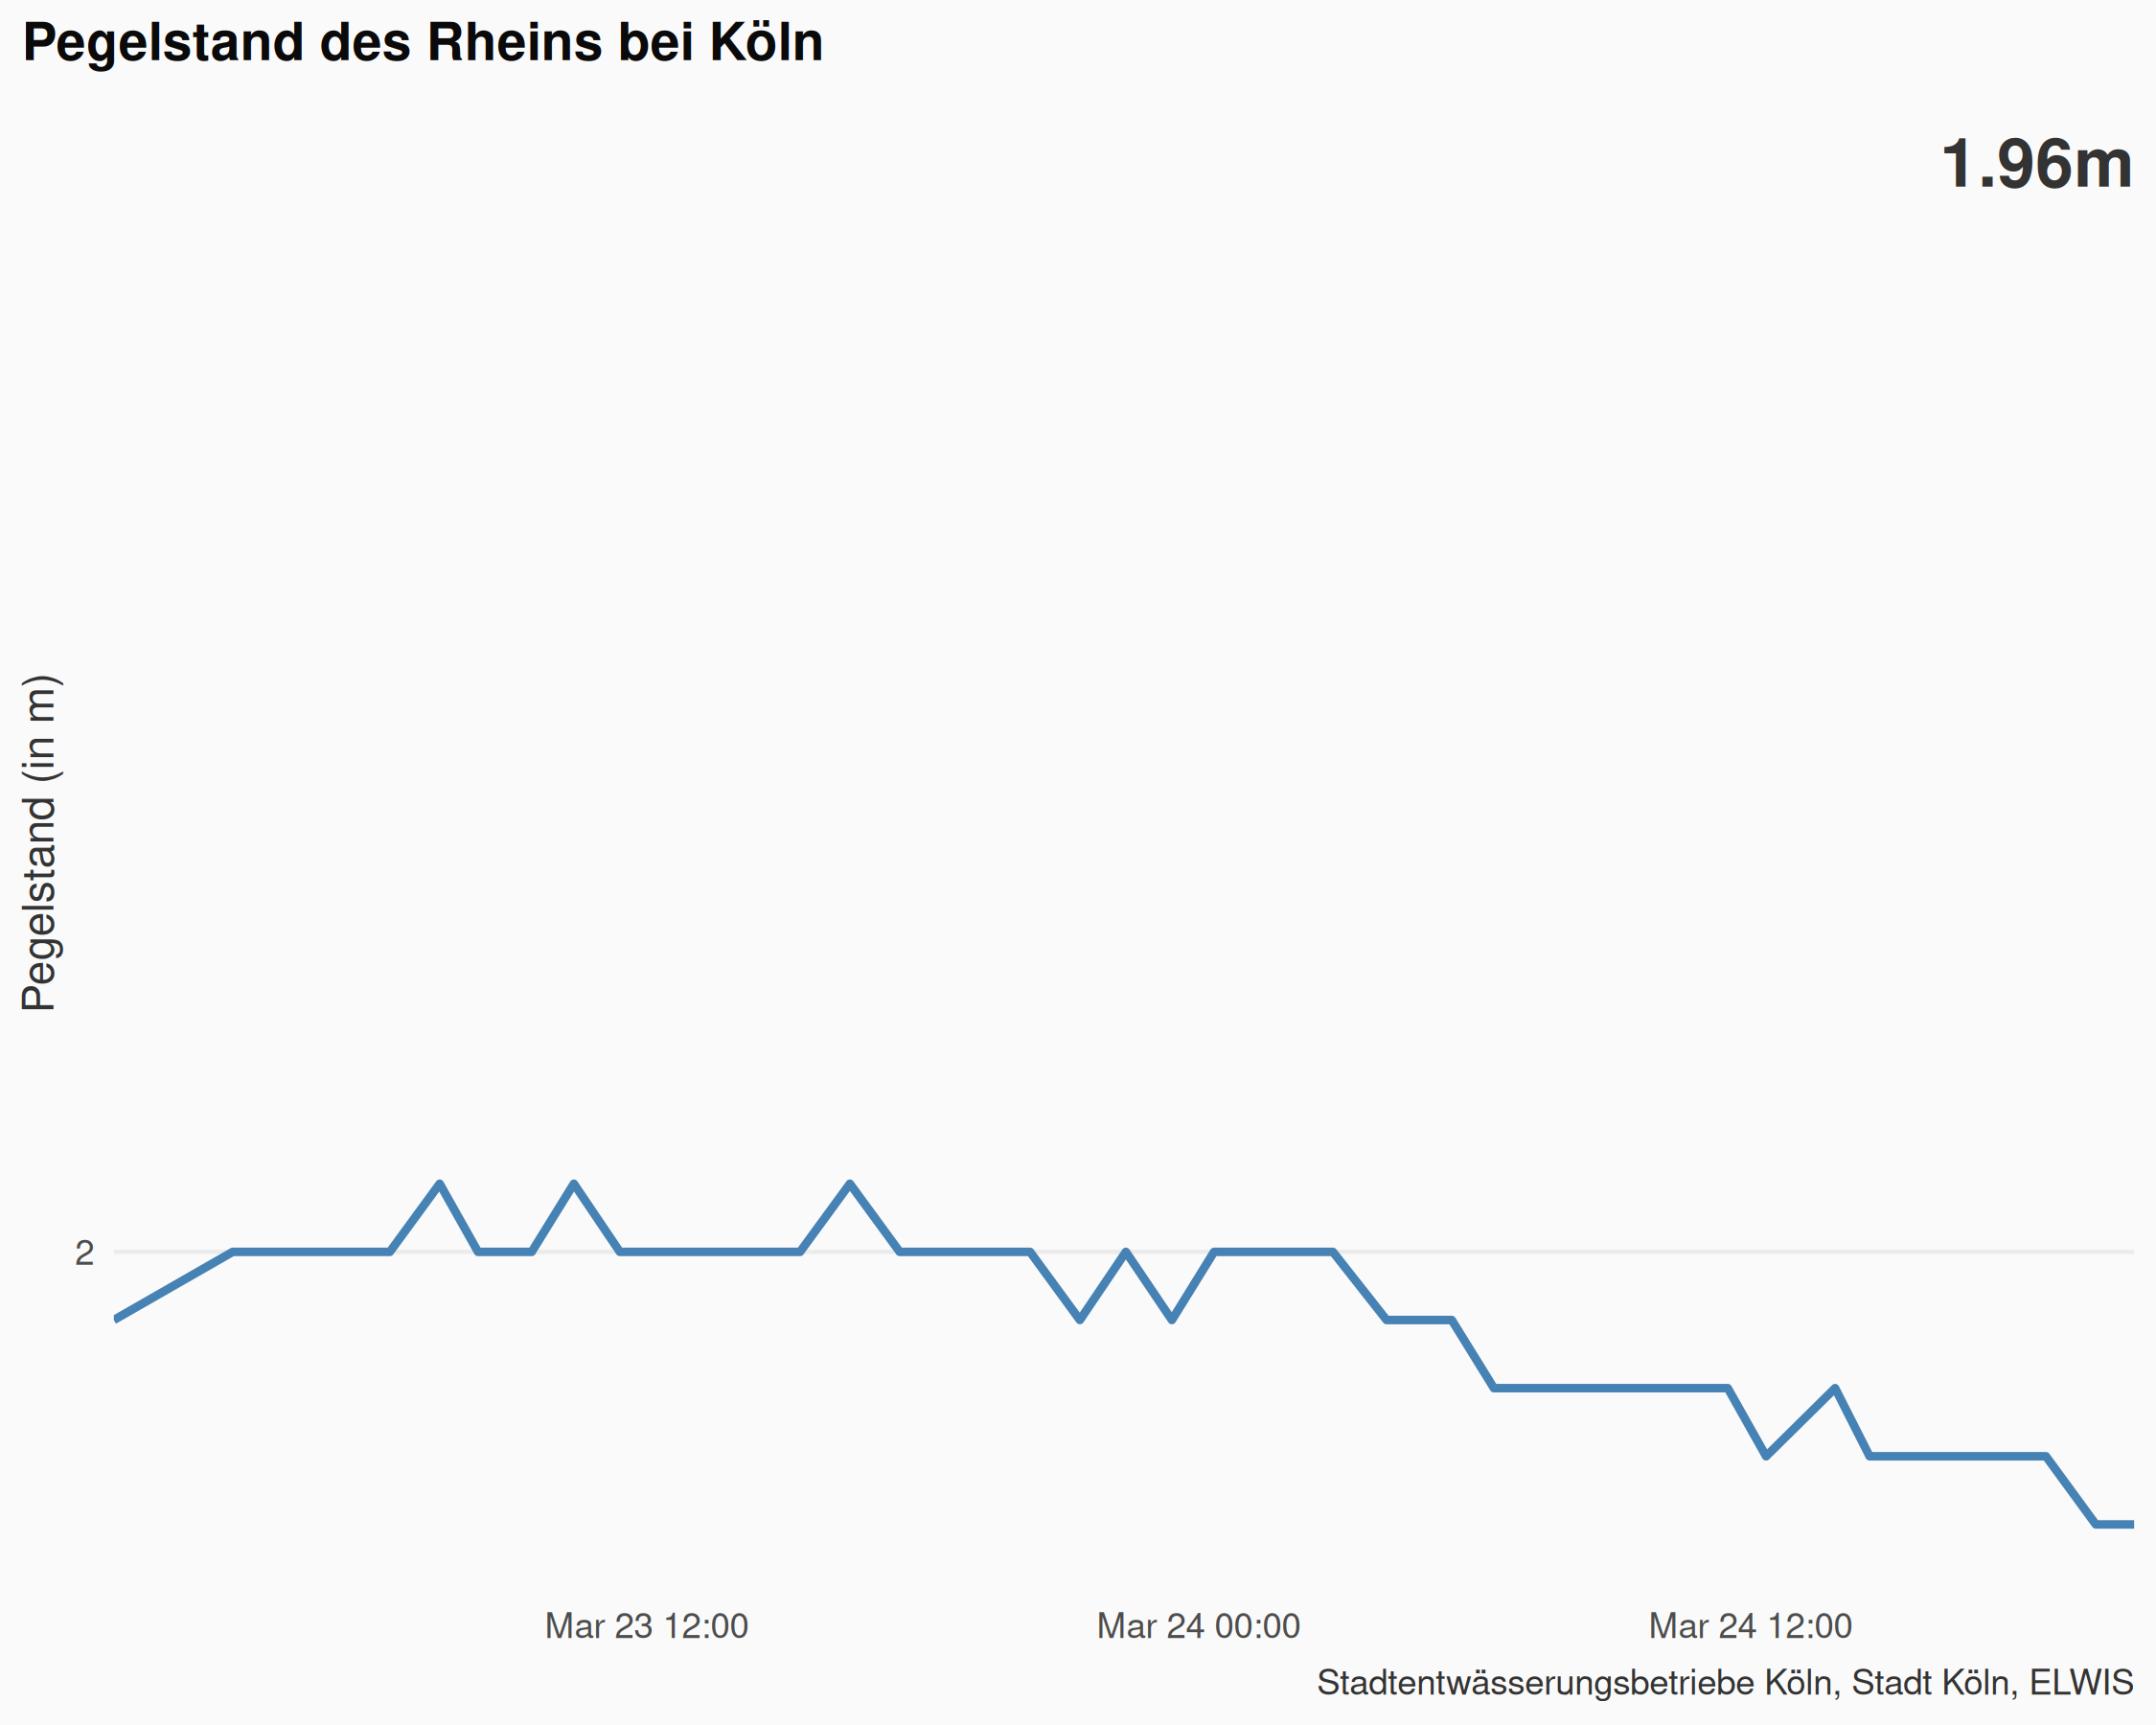 Pegelstand des Rheins bei Köln
1.96m
Pegelstand (in m)
2
Mar 23 12:00
Mar 24 00:00
Mar 24 12:00
Stadtentwässerungsbetriebe Köln, Stadt Köln, ELWIS